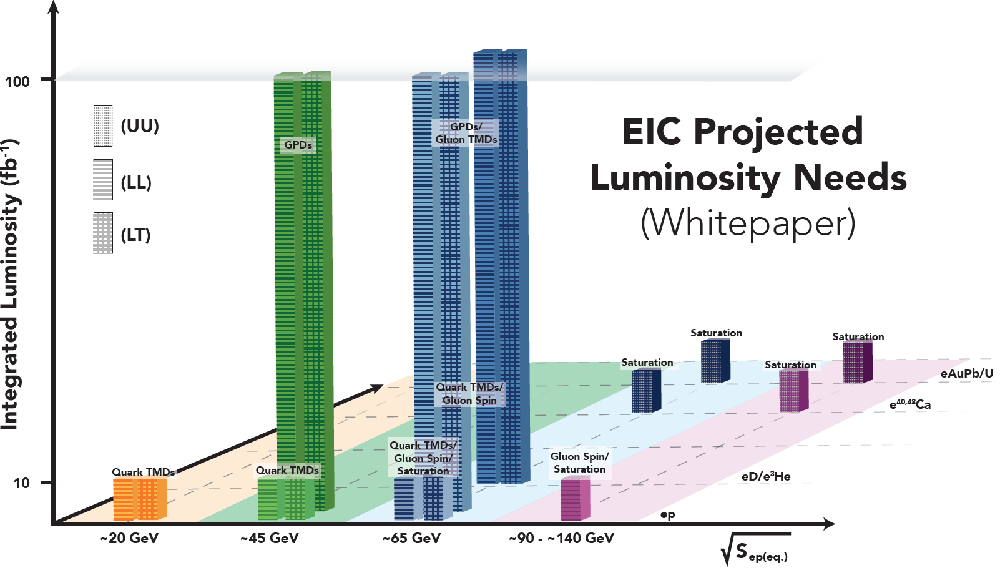 100
(UU)
(LL)
(LT)
Integrated Luminosity (fb⁻¹)
10
EIC Projected
Luminosity Needs
(Whitepaper)
GPDs
GPDs/
Gluon TMDs
Saturation
Saturation
Saturation
Saturation
eAuPb/U
e⁴⁰,⁴⁸Ca
eD/e³He
ep
Quark TMDs/
Gluon Spin
Quark TMDs/
Gluon Spin/
Saturation
Gluon Spin/
Saturation
Quark TMDs
Quark TMDs
~20 GeV
~45 GeV
~65 GeV
~90 - ~140 GeV
√S ep(eq.)